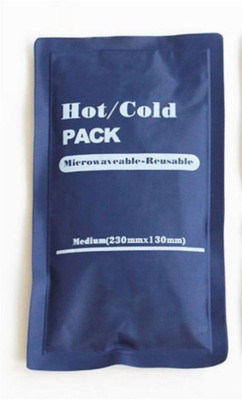 Hot/Cold
PACK
Microwaveable-Reusable
Medium(230mmx130mm)